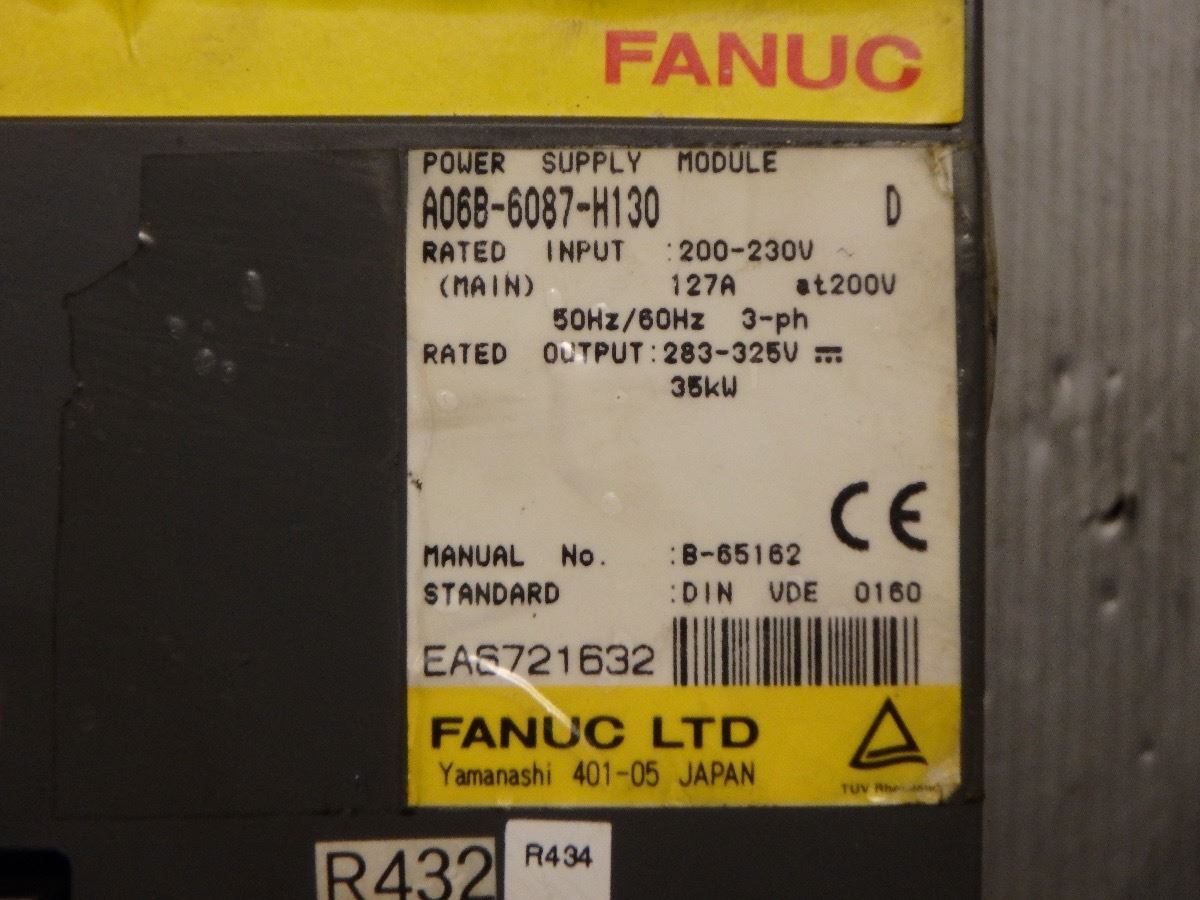 FANUC
POWER SUPPLY MODULE
A06B-6087-H130 D
RATED INPUT :200-230V ~
(MAIN) 127A at200V
50Hz/60Hz 3-ph
RATED OUTPUT:283-325V ⎓
35kW
CE
MANUAL No. :B-65162
STANDARD :DIN VDE 0160
EA6721632
FANUC LTD
Yamanashi 401-05 JAPAN
TUV
R432
R434